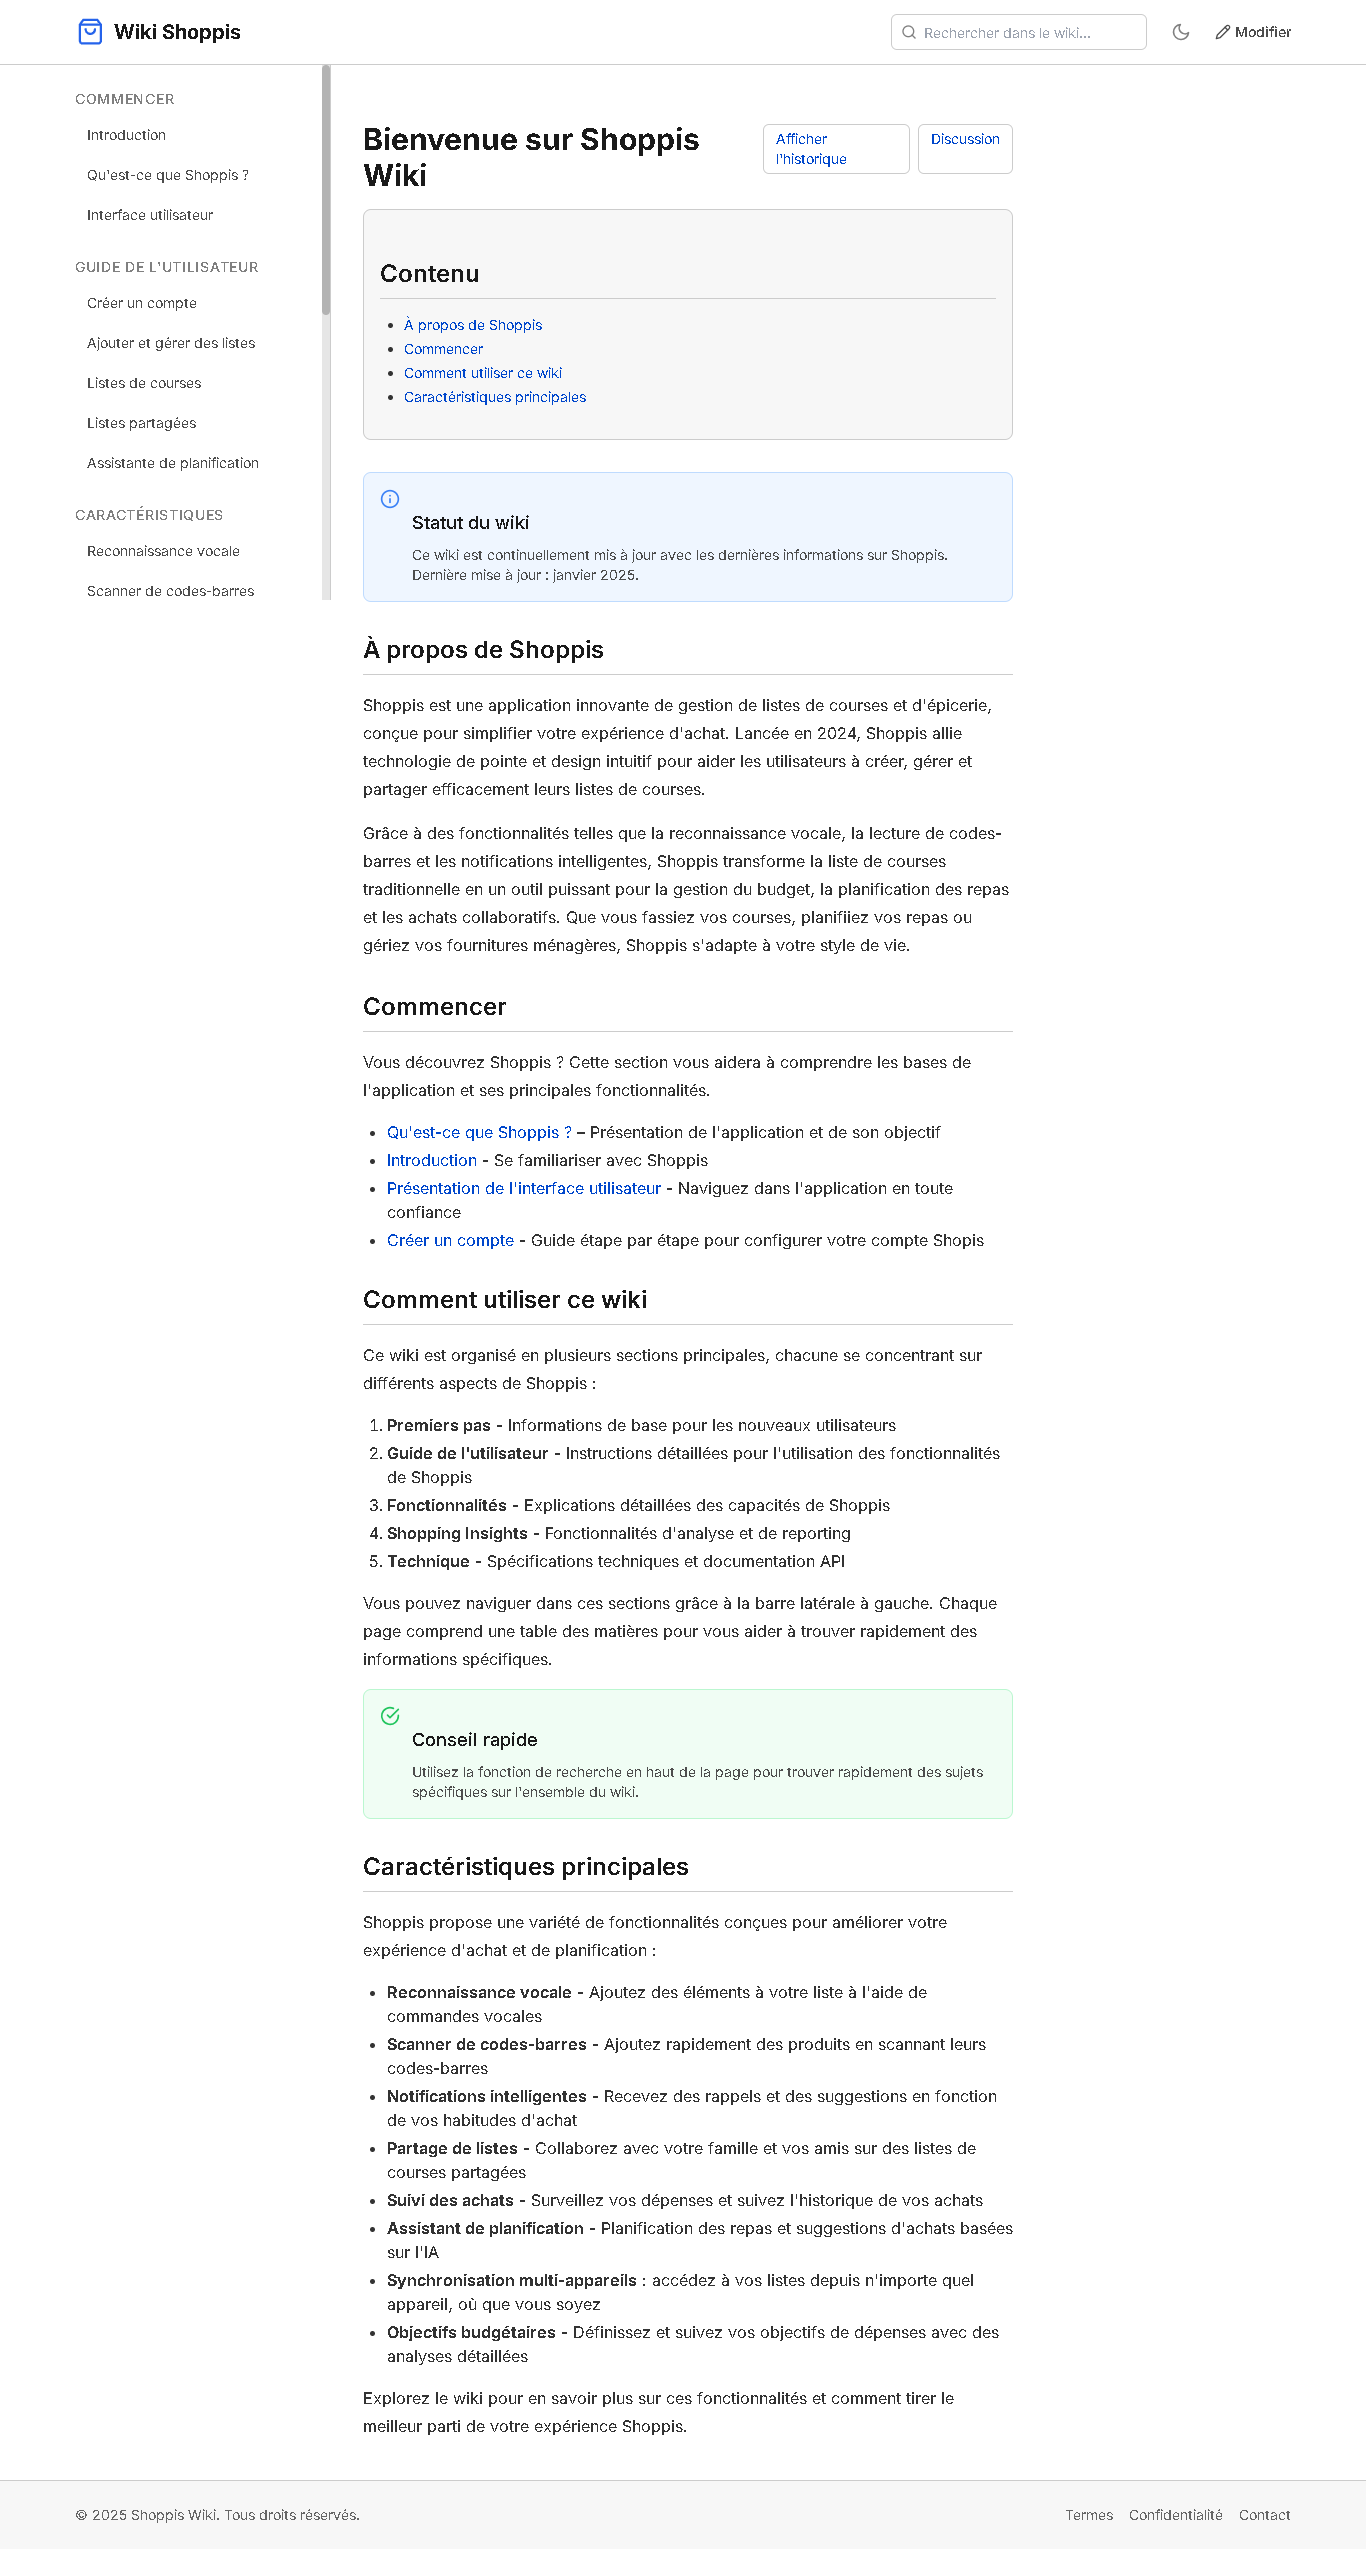 Wiki Shoppis
Rechercher dans le wiki...
Modifier
COMMENCER
Introduction
Qu'est-ce que Shoppis ?
Interface utilisateur
GUIDE DE L'UTILISATEUR
Créer un compte
Ajouter et gérer des listes
Listes de courses
Listes partagées
Assistante de planification
CARACTÉRISTIQUES
Reconnaissance vocale
Scanner de codes-barres
Bienvenue sur Shoppis
Wiki
Afficher
l'historique
Discussion
Contenu
• À propos de Shoppis
• Commencer
• Comment utiliser ce wiki
• Caractéristiques principales
Statut du wiki
Ce wiki est continuellement mis à jour avec les dernières informations sur Shoppis.
Dernière mise à jour : janvier 2025.
À propos de Shoppis
Shoppis est une application innovante de gestion de listes de courses et d'épicerie,
conçue pour simplifier votre expérience d'achat. Lancée en 2024, Shoppis allie
technologie de pointe et design intuitif pour aider les utilisateurs à créer, gérer et
partager efficacement leurs listes de courses.
Grâce à des fonctionnalités telles que la reconnaissance vocale, la lecture de codes-
barres et les notifications intelligentes, Shoppis transforme la liste de courses
traditionnelle en un outil puissant pour la gestion du budget, la planification des repas
et les achats collaboratifs. Que vous fassiez vos courses, planifiiez vos repas ou
gériez vos fournitures ménagères, Shoppis s'adapte à votre style de vie.
Commencer
Vous découvrez Shoppis ? Cette section vous aidera à comprendre les bases de
l'application et ses principales fonctionnalités.
• Qu'est-ce que Shoppis ? – Présentation de l'application et de son objectif
• Introduction - Se familiariser avec Shoppis
• Présentation de l'interface utilisateur - Naviguez dans l'application en toute
confiance
• Créer un compte - Guide étape par étape pour configurer votre compte Shopis
Comment utiliser ce wiki
Ce wiki est organisé en plusieurs sections principales, chacune se concentrant sur
différents aspects de Shoppis :
1. Premiers pas - Informations de base pour les nouveaux utilisateurs
2. Guide de l'utilisateur - Instructions détaillées pour l'utilisation des fonctionnalités
de Shoppis
3. Fonctionnalités - Explications détaillées des capacités de Shoppis
4. Shopping Insights - Fonctionnalités d'analyse et de reporting
5. Technique - Spécifications techniques et documentation API
Vous pouvez naviguer dans ces sections grâce à la barre latérale à gauche. Chaque
page comprend une table des matières pour vous aider à trouver rapidement des
informations spécifiques.
Conseil rapide
Utilisez la fonction de recherche en haut de la page pour trouver rapidement des sujets
spécifiques sur l'ensemble du wiki.
Caractéristiques principales
Shoppis propose une variété de fonctionnalités conçues pour améliorer votre
expérience d'achat et de planification :
• Reconnaissance vocale - Ajoutez des éléments à votre liste à l'aide de
commandes vocales
• Scanner de codes-barres - Ajoutez rapidement des produits en scannant leurs
codes-barres
• Notifications intelligentes - Recevez des rappels et des suggestions en fonction
de vos habitudes d'achat
• Partage de listes - Collaborez avec votre famille et vos amis sur des listes de
courses partagées
• Suivi des achats - Surveillez vos dépenses et suivez l'historique de vos achats
• Assistant de planification - Planification des repas et suggestions d'achats basées
sur l'IA
• Synchronisation multi-appareils : accédez à vos listes depuis n'importe quel
appareil, où que vous soyez
• Objectifs budgétaires - Définissez et suivez vos objectifs de dépenses avec des
analyses détaillées
Explorez le wiki pour en savoir plus sur ces fonctionnalités et comment tirer le
meilleur parti de votre expérience Shoppis.
© 2025 Shoppis Wiki. Tous droits réservés.
Termes Confidentialité Contact